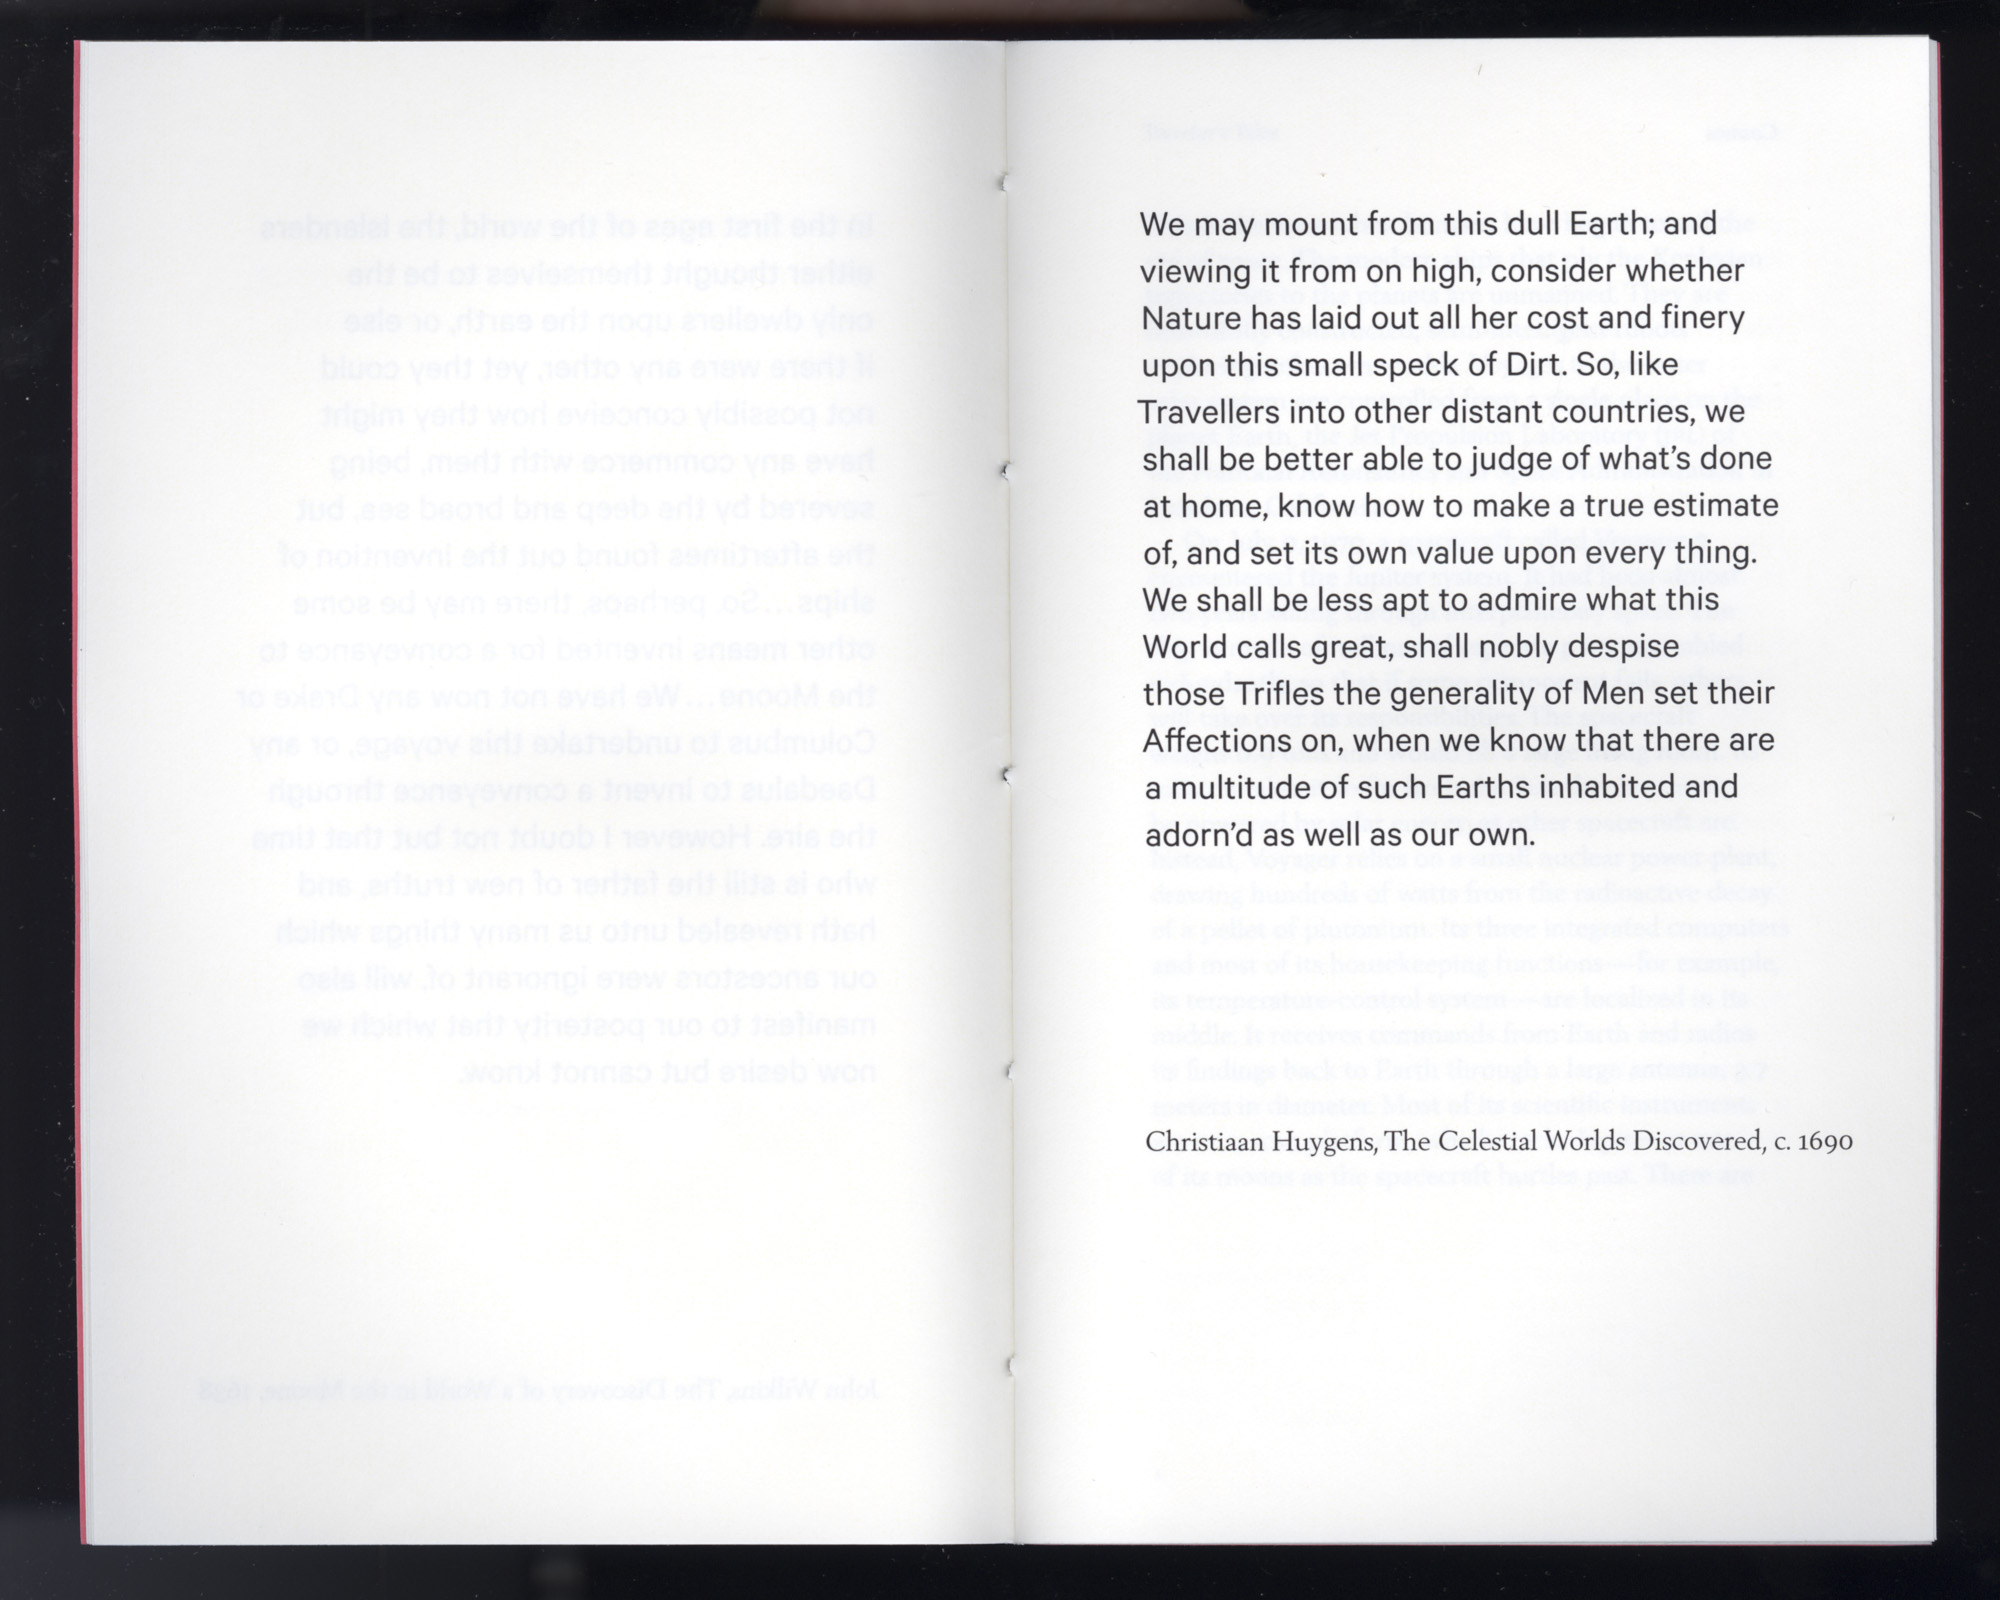 We may mount from this dull Earth; and
viewing it from on high, consider whether
Nature has laid out all her cost and finery
upon this small speck of Dirt. So, like
Travellers into other distant countries, we
shall be better able to judge of what’s done
at home, know how to make a true estimate
of, and set its own value upon every thing.
We shall be less apt to admire what this
World calls great, shall nobly despise
those Trifles the generality of Men set their
Affections on, when we know that there are
a multitude of such Earths inhabited and
adorn’d as well as our own.
Christiaan Huygens, The Celestial Worlds Discovered, c. 1690